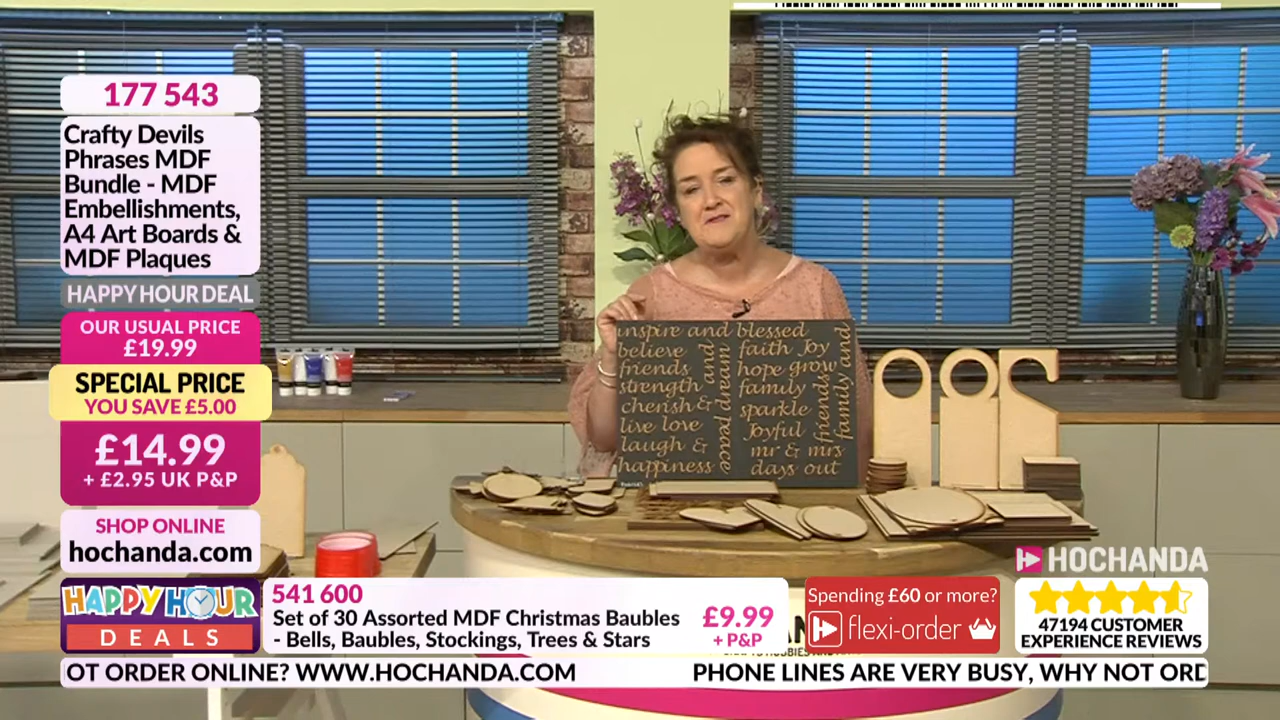 177 543
Crafty Devils
Phrases MDF
Bundle - MDF
Embellishments,
A4 Art Boards &
MDF Plaques
HAPPY HOUR DEAL
OUR USUAL PRICE
£19.99
SPECIAL PRICE
YOU SAVE £5.00
£14.99
+ £2.95 UK P&P
SHOP ONLINE
hochanda.com
inspire and
believe
friends
strength
cherish &
live love
laugh &
happiness
and
dream
peace
blessed
faith Joy
hope grow
family
sparkle
Joyful
mr & mrs
days out
friends
family and
HOCHANDA
HAPPY HOUR
DEALS
541 600
Set of 30 Assorted MDF Christmas Baubles
- Bells, Baubles, Stockings, Trees & Stars
£9.99
+ P&P
Spending £60 or more?
flexi-order
47194 CUSTOMER
EXPERIENCE REVIEWS
OT ORDER ONLINE? WWW.HOCHANDA.COM
PHONE LINES ARE VERY BUSY, WHY NOT ORD